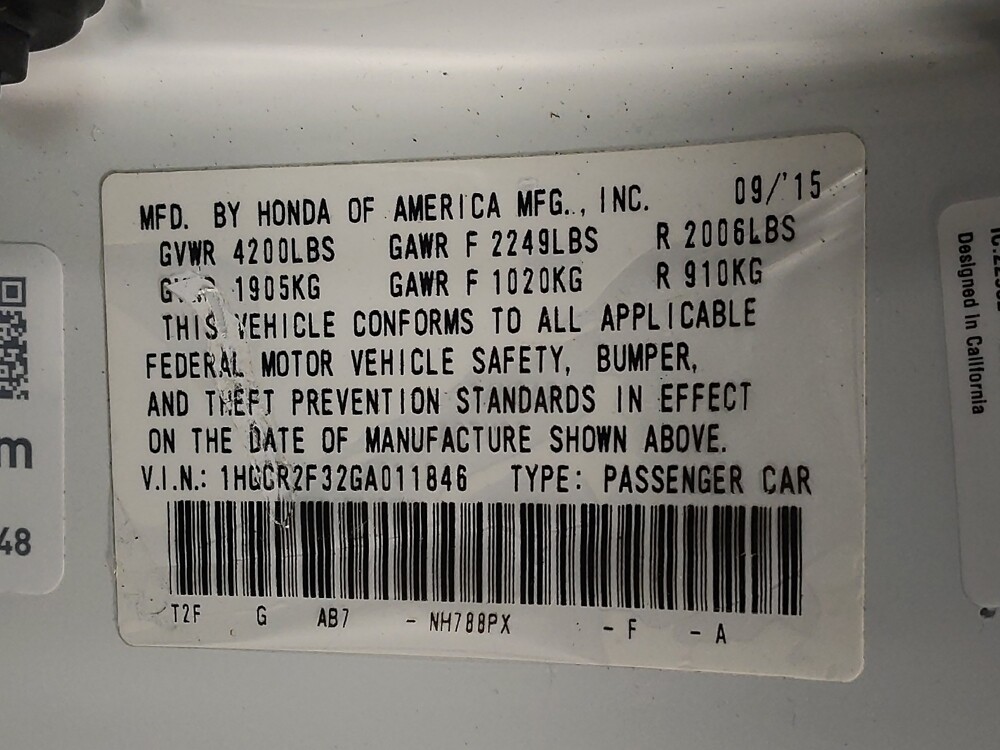 MFD. BY HONDA OF AMERICA MFG., INC. 09/'15
GVWR 4200LBS GAWR F 2249LBS R 2006LBS
1905KG GAWR F 1020KG R 910KG
THIS VEHICLE CONFORMS TO ALL APPLICABLE
FEDERAL MOTOR VEHICLE SAFETY, BUMPER,
AND THEFT PREVENTION STANDARDS IN EFFECT
ON THE DATE OF MANUFACTURE SHOWN ABOVE.
V.I.N.: 1HGCR2F32GA011846 TYPE: PASSENGER CAR
T2F G AB7 - NH788PX - F - A
m
48
Designed in California